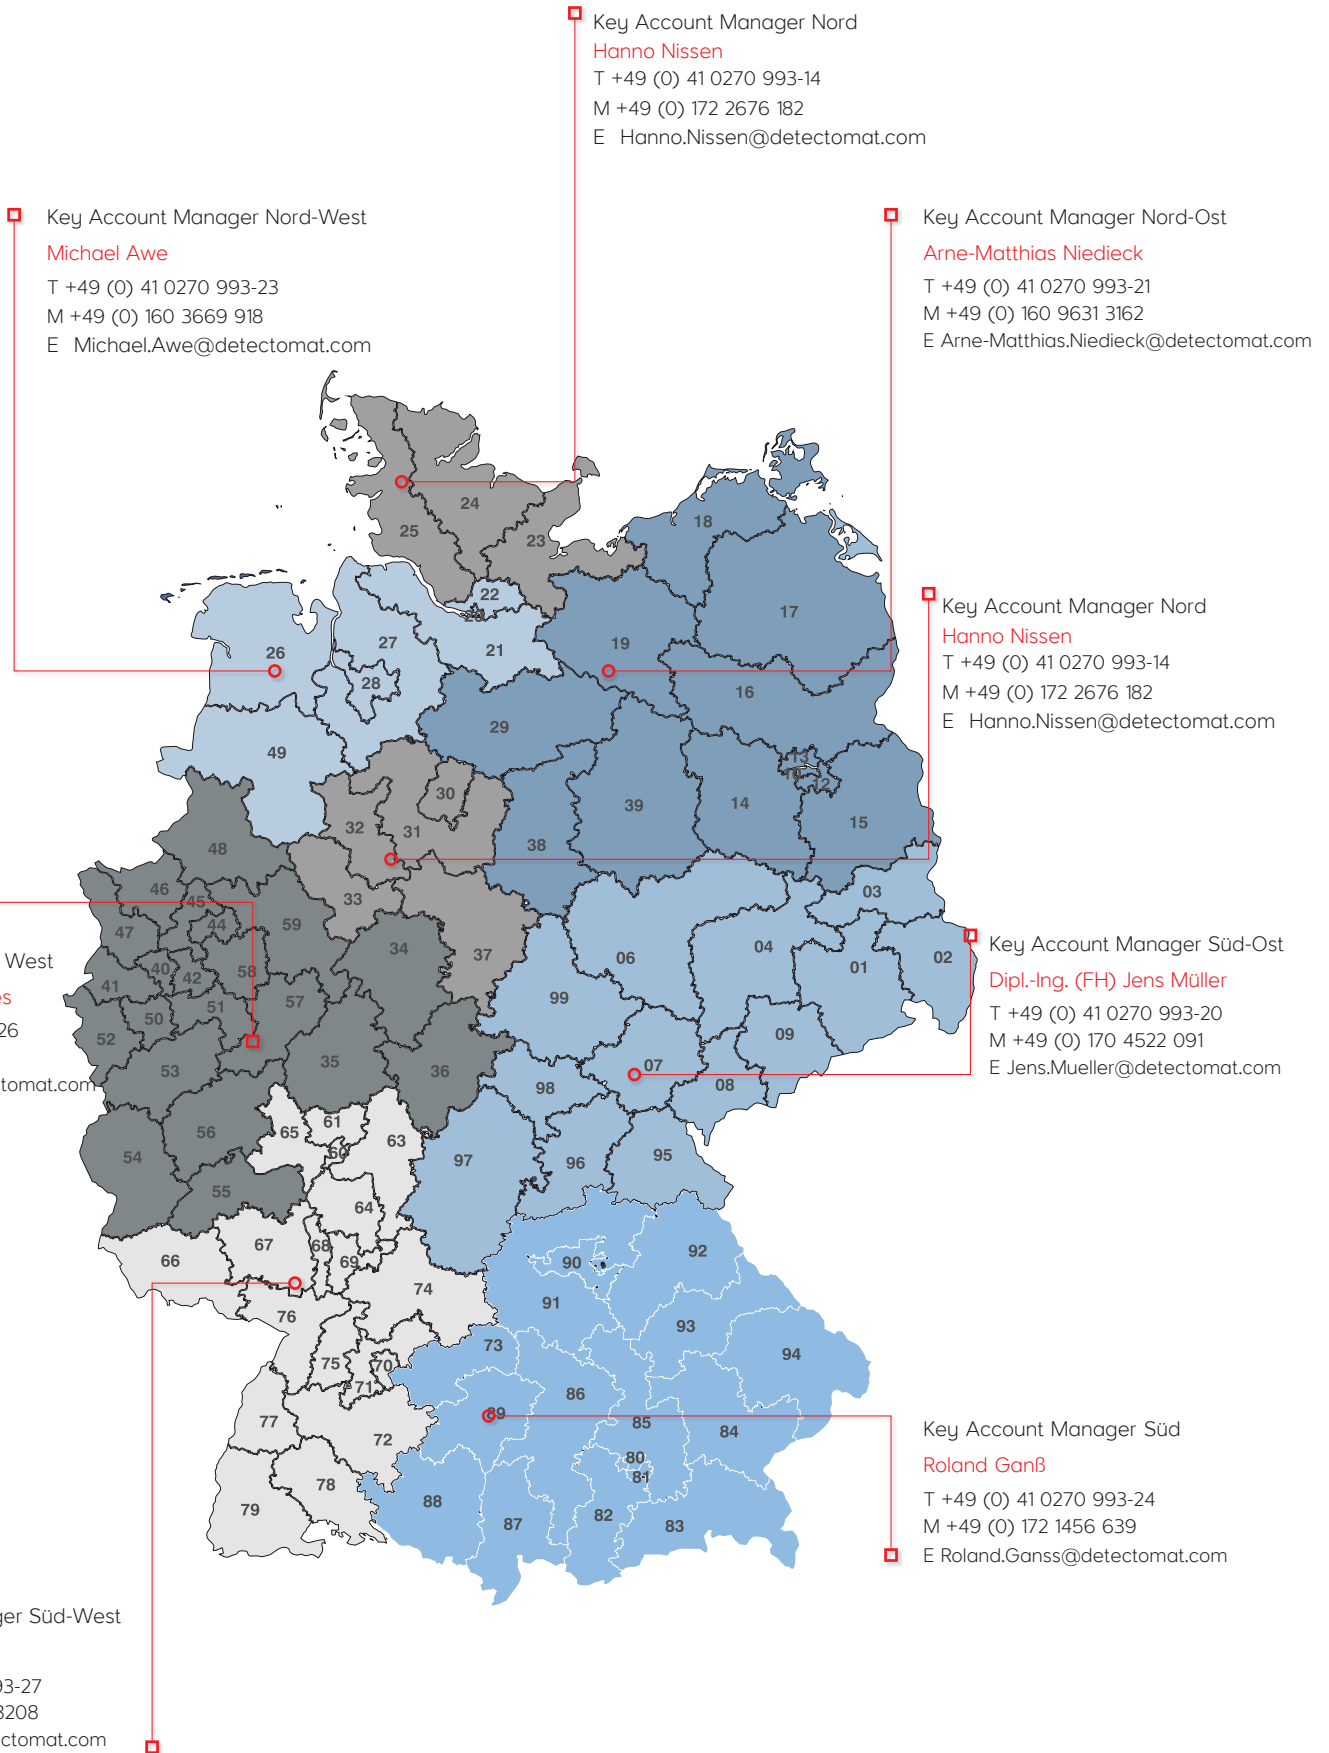 Key Account Manager Nord
Hanno Nissen
T +49 (0) 41 0270 993-14
M +49 (0) 172 2676 182
E Hanno.Nissen@detectomat.com
Key Account Manager Nord-West
Michael Awe
T +49 (0) 41 0270 993-23
M +49 (0) 160 3669 918
E Michael.Awe@detectomat.com
Key Account Manager Nord-Ost
Arne-Matthias Niedieck
T +49 (0) 41 0270 993-21
M +49 (0) 160 9631 3162
E Arne-Matthias.Niedieck@detectomat.com
Key Account Manager Nord
Hanno Nissen
T +49 (0) 41 0270 993-14
M +49 (0) 172 2676 182
E Hanno.Nissen@detectomat.com
West
es
26
tomat.com
Key Account Manager Süd-Ost
Dipl.-Ing. (FH) Jens Müller
T +49 (0) 41 0270 993-20
M +49 (0) 170 4522 091
E Jens.Mueller@detectomat.com
Key Account Manager Süd
Roland Ganß
T +49 (0) 41 0270 993-24
M +49 (0) 172 1456 639
E Roland.Ganss@detectomat.com
ger Süd-West
93-27
3208
ctomat.com
24
25
23
18
22
20
17
27
21
19
26
28
16
29
49
13
10
12
30
39
14
15
32
31
38
48
46
45
03
59
33
44
47
34
37
04
02
06
01
58
40
42
41
99
57
51
50
09
52
35
07
53
36
98
08
61
65
63
56
60
95
54
97
96
55
64
67
68
92
66
69
90
74
91
76
93
73
94
75
70
71
86
89
77
85
84
72
80
81
78
88
79
87
82
83